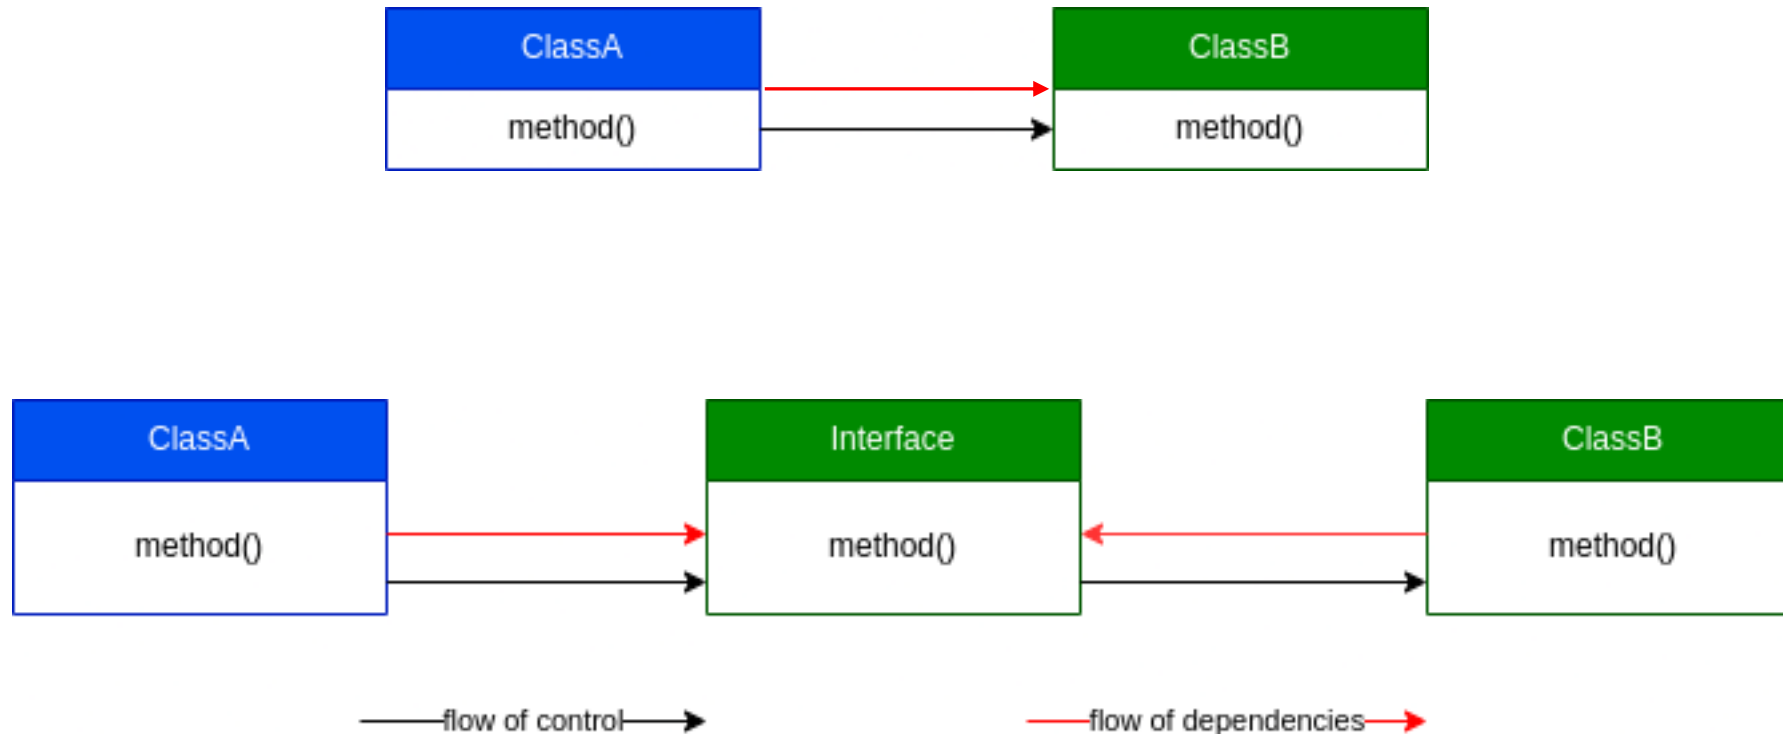 ClassA
ClassB
method()
method()
ClassA
Interface
ClassB
method()
method()
method()
flow of control
flow of dependencies